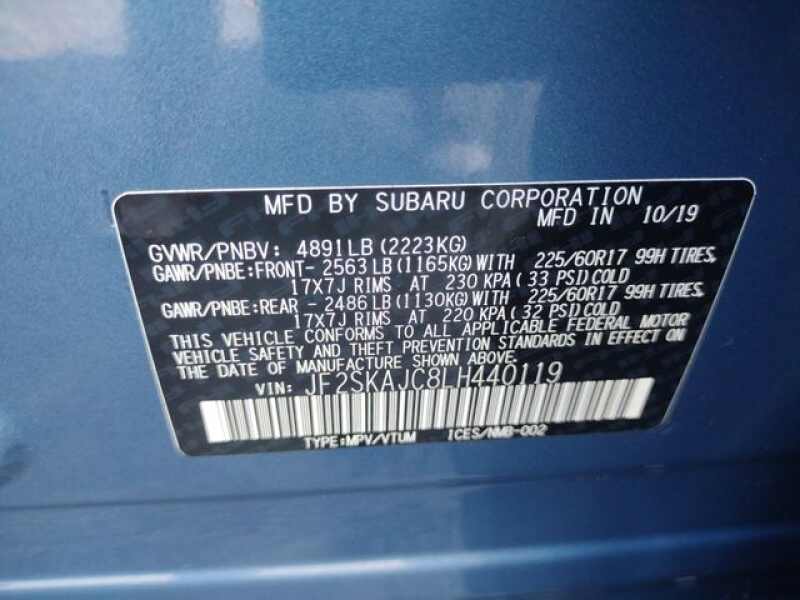 MFD BY SUBARU CORPORATION
MFD IN 10/19
GVWR/PNBV: 4891LB(2223KG)
GAWR/PNBE:FRONT- 2563LB(1165KG)WITH 225/60R17 99H TIRES,
17X7J RIMS AT 230 KPA(33 PSI)COLD
GAWR/PNBE:REAR - 2486LB(1130KG)WITH 225/60R17 99H TIRES,
17X7J RIMS AT 220 KPA(32 PSI)COLD
THIS VEHICLE CONFORMS TO ALL APPLICABLE FEDERAL MOTOR
VEHICLE SAFETY AND THEFT PREVENTION STANDARDS IN EFFECT ON
THE DATE OF MANUFACTURE SHOWN ABOVE.
VIN: JF2SKAJC8LH440119
TYPE:MPV/VTUM ICES/NMB-002